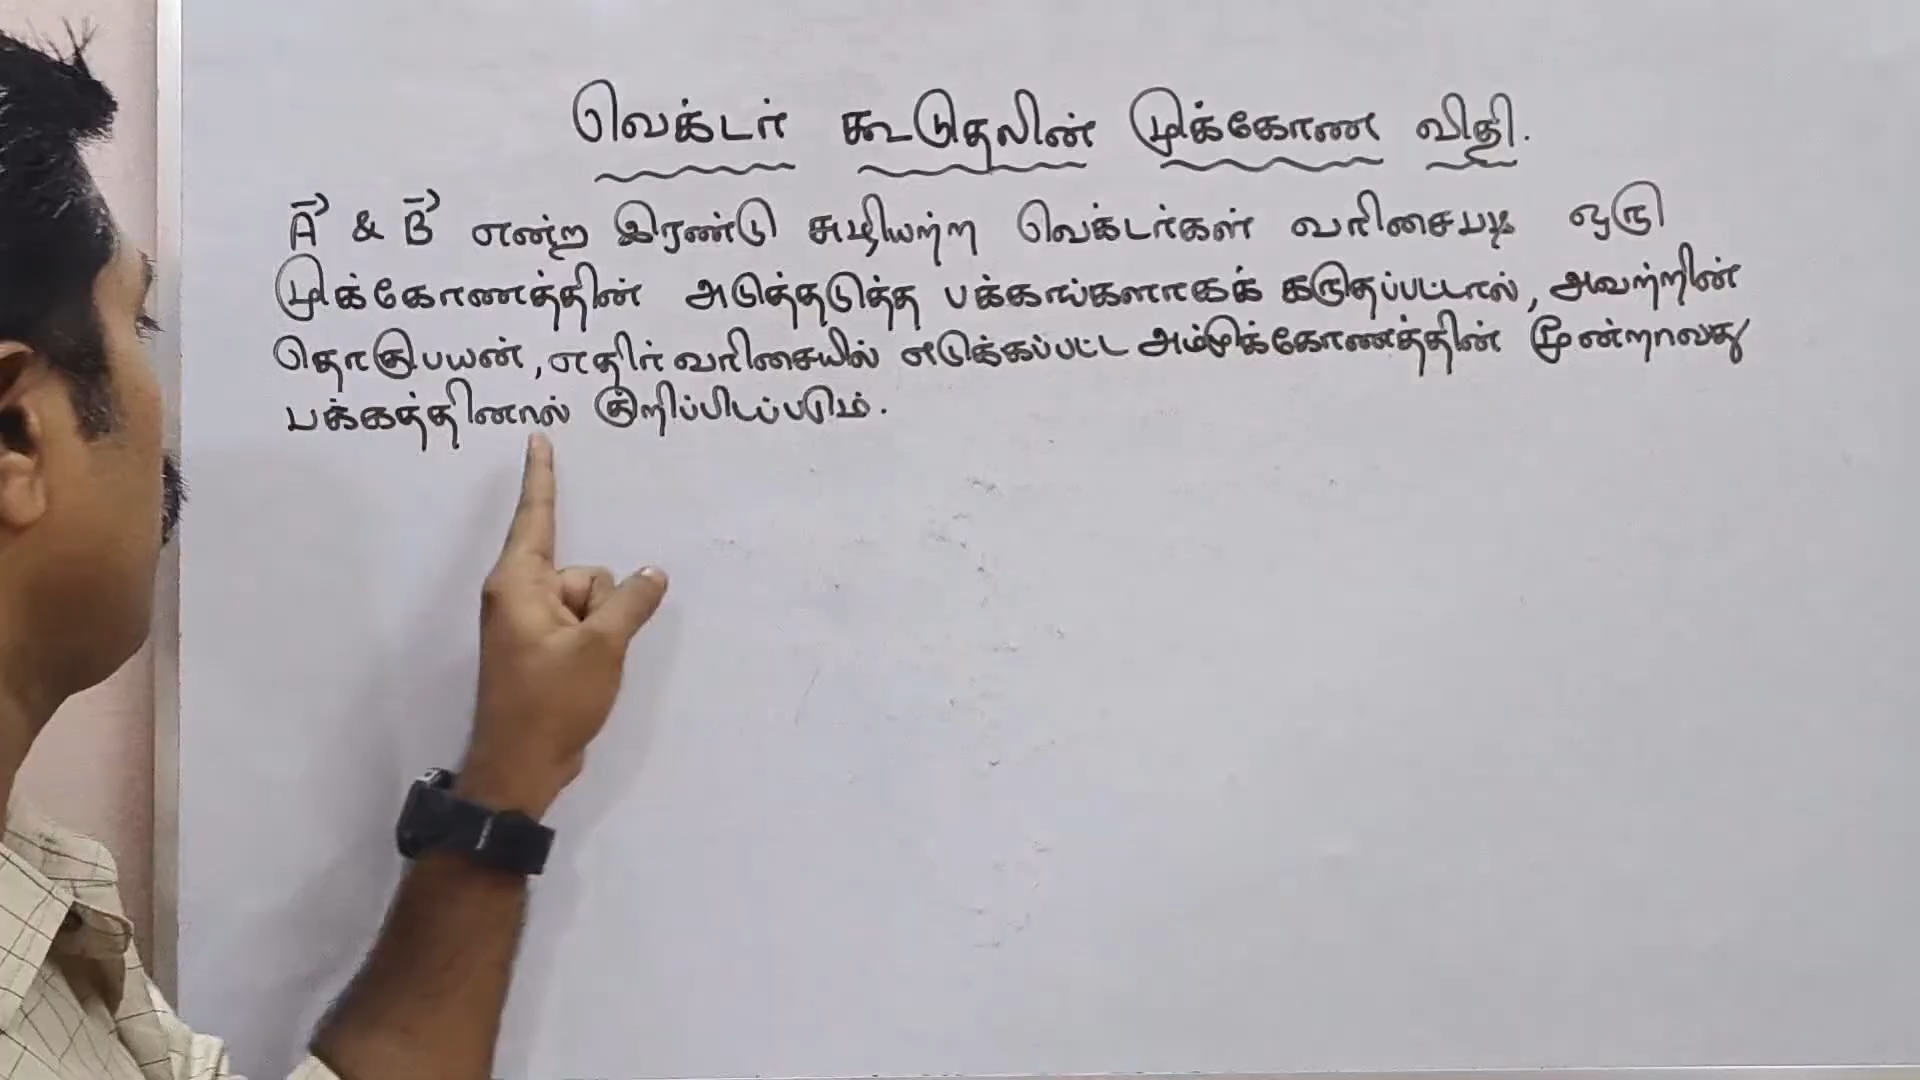 வெக்டர் கூடுதலின் முக்கோண விதி.
A⃗ & B⃗ என்ற இரண்டு சுழியற்ற வெக்டர்கள் வரிசைபடி ஒரு
முக்கோணத்தின் அடுத்தடுத்த பக்கங்களாகக் கருதப்பட்டால், அவற்றின்
தொகுபயன், எதிர் வரிசையில் எடுக்கப்பட்ட அம்முக்கோணத்தின் மூன்றாவது
பக்கத்தினால் குறிப்பிடப்படும்.